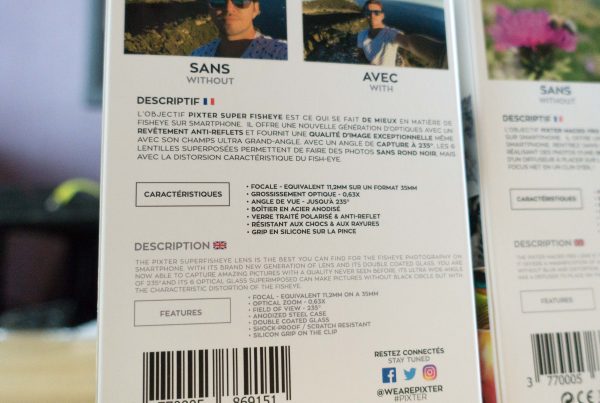 SANS
WITHOUT
AVEC
WITH
DESCRIPTIF
L'OBJECTIF PIXTER SUPER FISHEYE EST CE QUI SE FAIT DE MIEUX EN MATIÈRE DE
FISHEYE SUR SMARTPHONE. IL OFFRE UNE NOUVELLE GÉNÉRATION D'OPTIQUES AVEC UN
REVÊTEMENT ANTI-REFLETS ET FOURNIT UNE QUALITÉ D'IMAGE EXCEPTIONNELLE MÊME
AVEC SON CHAMPS ULTRA GRAND-ANGLE. AVEC UN ANGLE DE CAPTURE À 235°, LES 6
LENTILLES SUPERPOSÉES PERMETTENT DE FAIRE DES PHOTOS SANS ROND NOIR, MAIS
AVEC LA DISTORSION CARACTÉRISTIQUE DU FISH-EYE.
CARACTÉRISTIQUES
• FOCALE - EQUIVALENT 11,2MM SUR UN FORMAT 35MM
• GROSSISSEMENT OPTIQUE - 0,63X
• ANGLE DE VUE - JUSQU'À 235°
• BOÎTIER EN ACIER ANODISÉ
• VERRE TRAITÉ POLARISÉ & ANTI-REFLET
• RÉSISTANT AUX CHOCS & AUX RAYURES
• GRIP EN SILICONE SUR LA PINCE
DESCRIPTION
THE PIXTER SUPERFISHEYE LENS IS THE BEST YOU CAN FIND FOR THE FISHEYE PHOTOGRAPHY ON
SMARTPHONE. WITH ITS BRAND NEW GENERATION OF LENS AND ITS DOUBLE COATED GLASS, YOU ARE
NOW ABLE TO CAPTURE AMAZING PICTURES WITH A QUALITY NEVER SEEN BEFORE. ITS ULTRA WIDE ANGLE
OF 235° AND ITS 6 OPTICAL GLASS SUPERIMPOSED CAN MAKE PICTURES WITHOUT BLACK CIRCLE BUT WITH
THE CHARACTERISTIC DISTORTION OF THE FISHEYE.
FEATURES
• FOCAL - EQUIVALENT 11,2MM ON A 35MM
• OPTICAL ZOOM - 0,63X
• FIELD OF VIEW - 235°
• ANODIZED STEEL CASE
• DOUBLE COATED GLASS
• SHOCK-PROOF / SCRATCH RESISTANT
• SILICON GRIP ON THE CLIP
RESTEZ CONNECTÉS
STAY TUNED
@WEAREPIXTER
#PIXTER
770005 869151
SANS
WITHOUT
DESCRIPTIF
L'OBJECTIF PIXTER MACRO PRO
SUR SMARTPHONE.
CARACTÉRISTIQUES
DESCRIPTION
FEATURES
3 770005